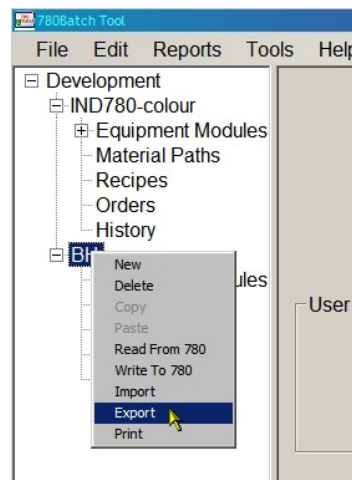 780Batch Tool
File Edit Reports Tools Help
Development
IND780-colour
Equipment Modules
Material Paths
Recipes
Orders
History
New
Delete
Copy
Paste
Read From 780
Write To 780
Import
Export
Print
User